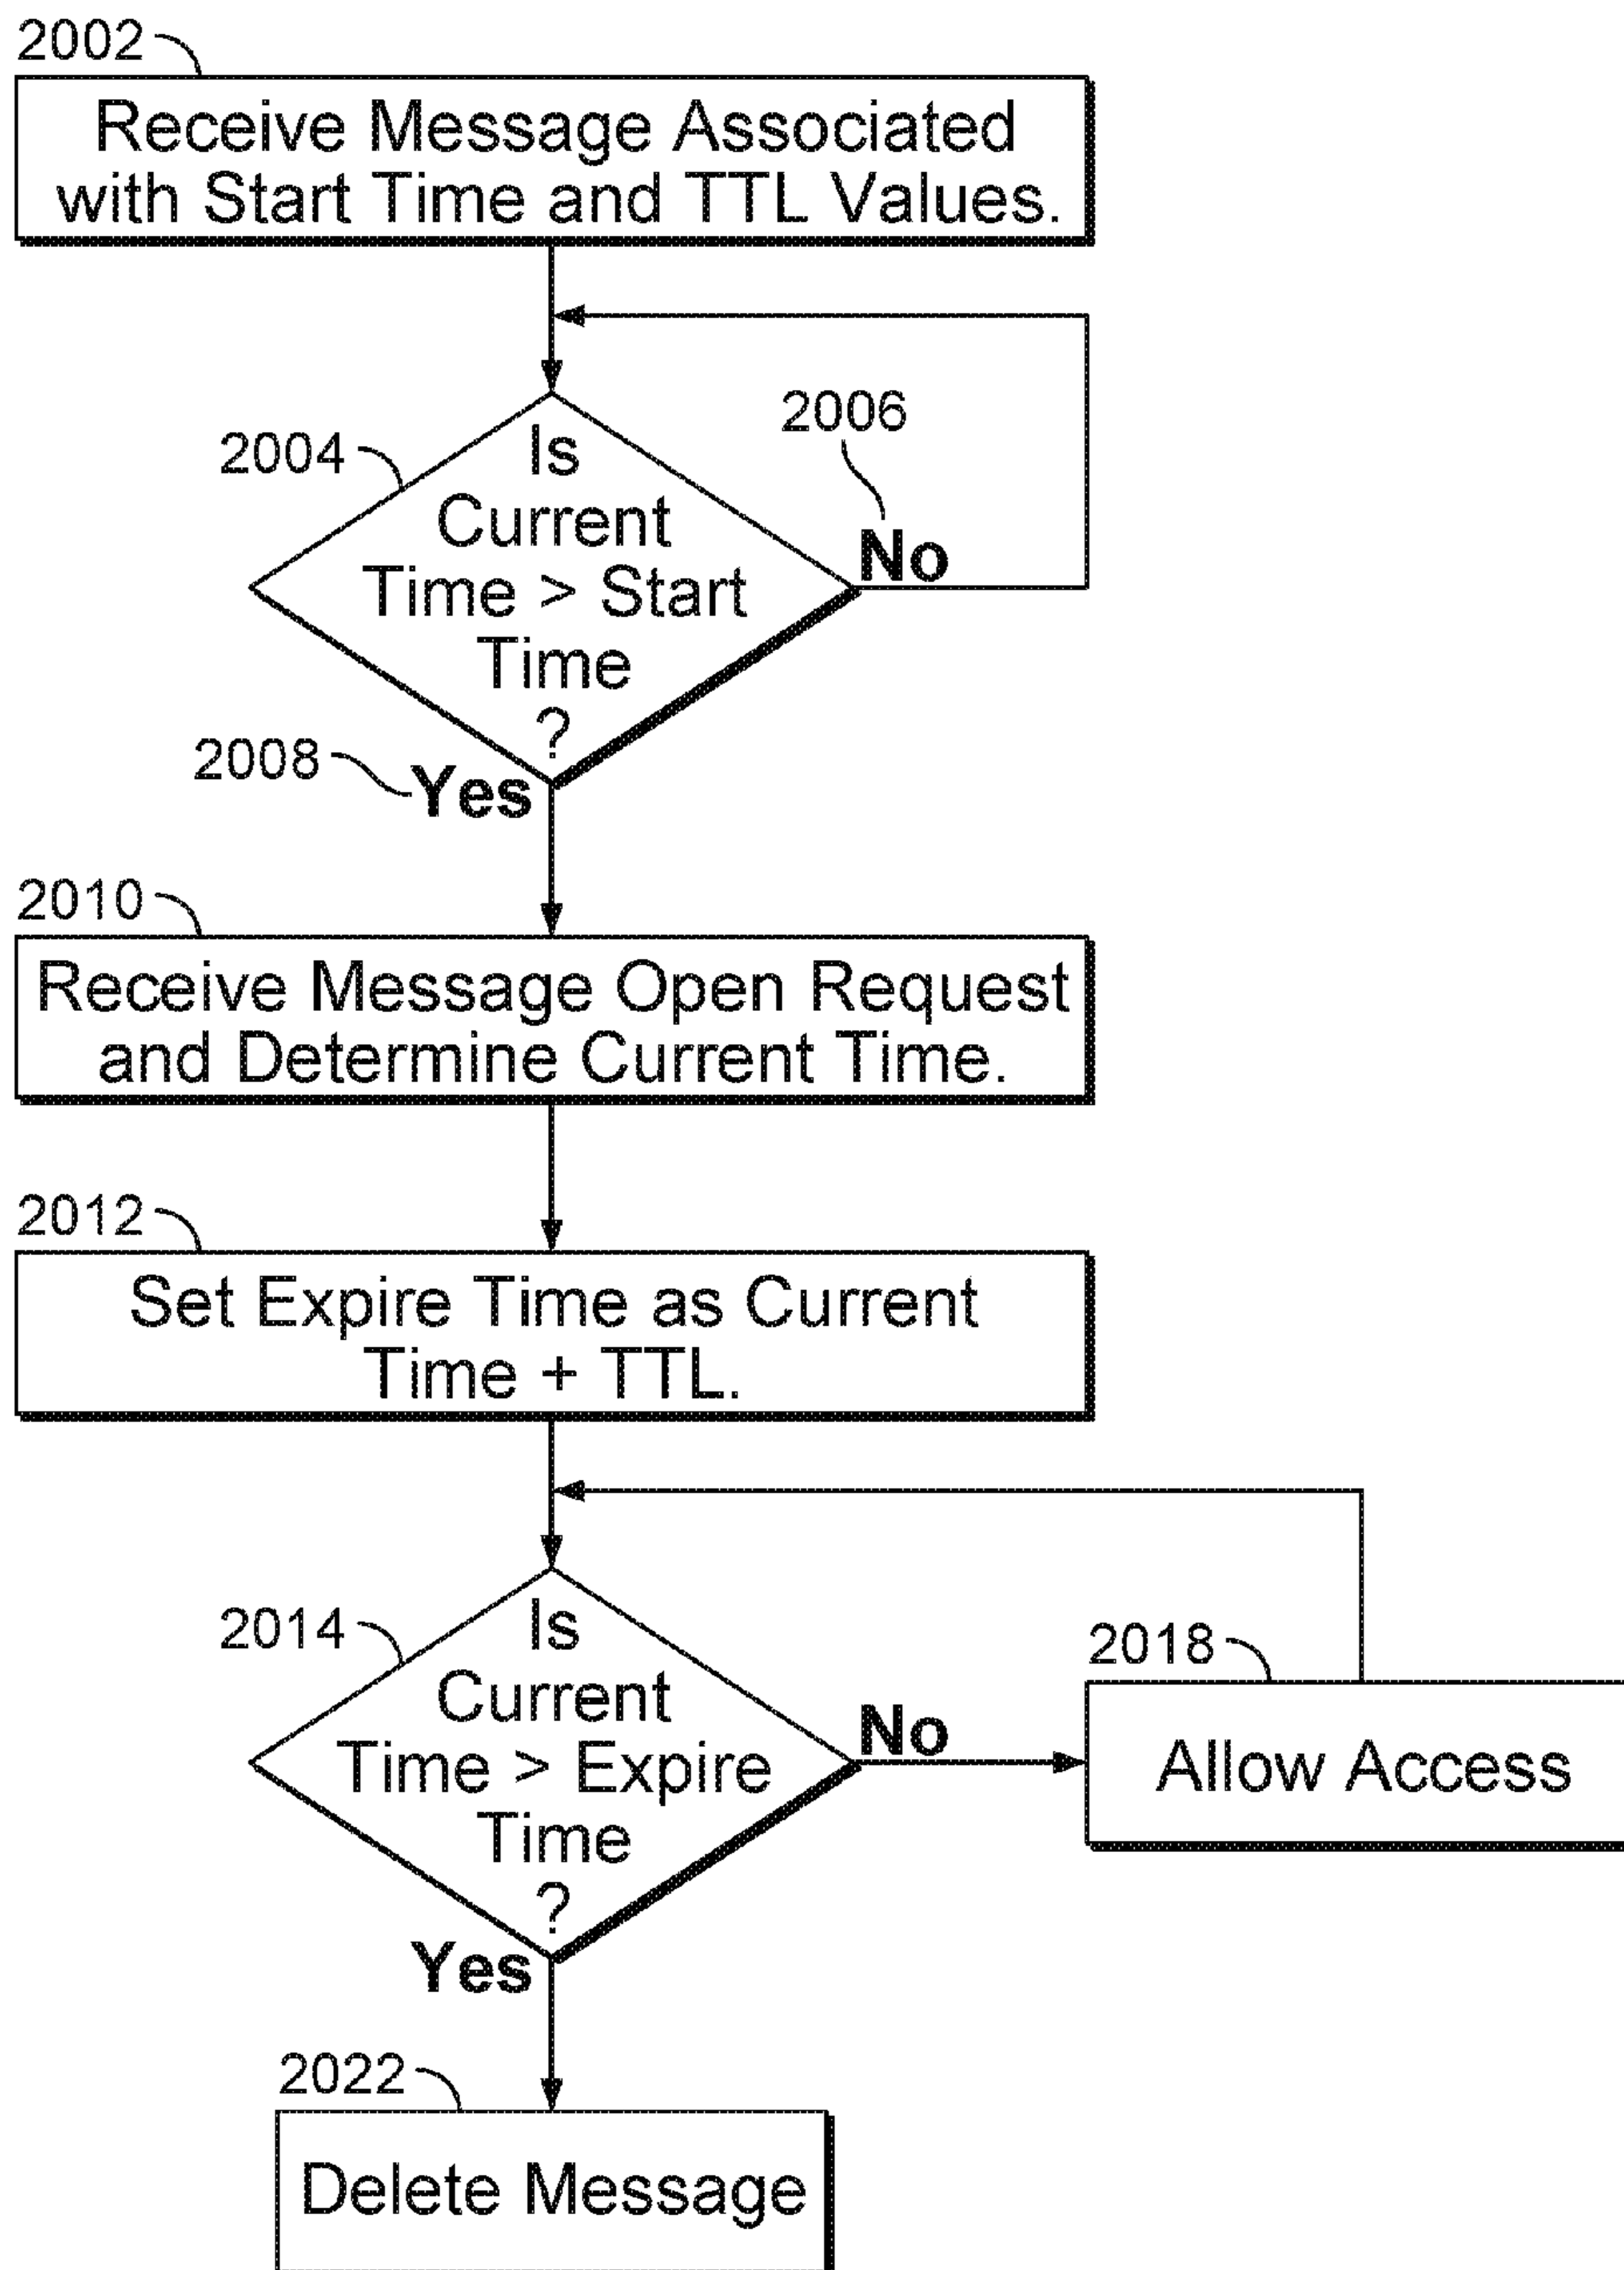 2002
Receive Message Associated
with Start Time and TTL Values.
2004
Is
Current
Time > Start
Time
?
2006
No
2008
Yes
2010
Receive Message Open Request
and Determine Current Time.
2012
Set Expire Time as Current
Time + TTL.
2014
Is
Current
Time > Expire
Time
?
No
2018
Allow Access
Yes
2022
Delete Message